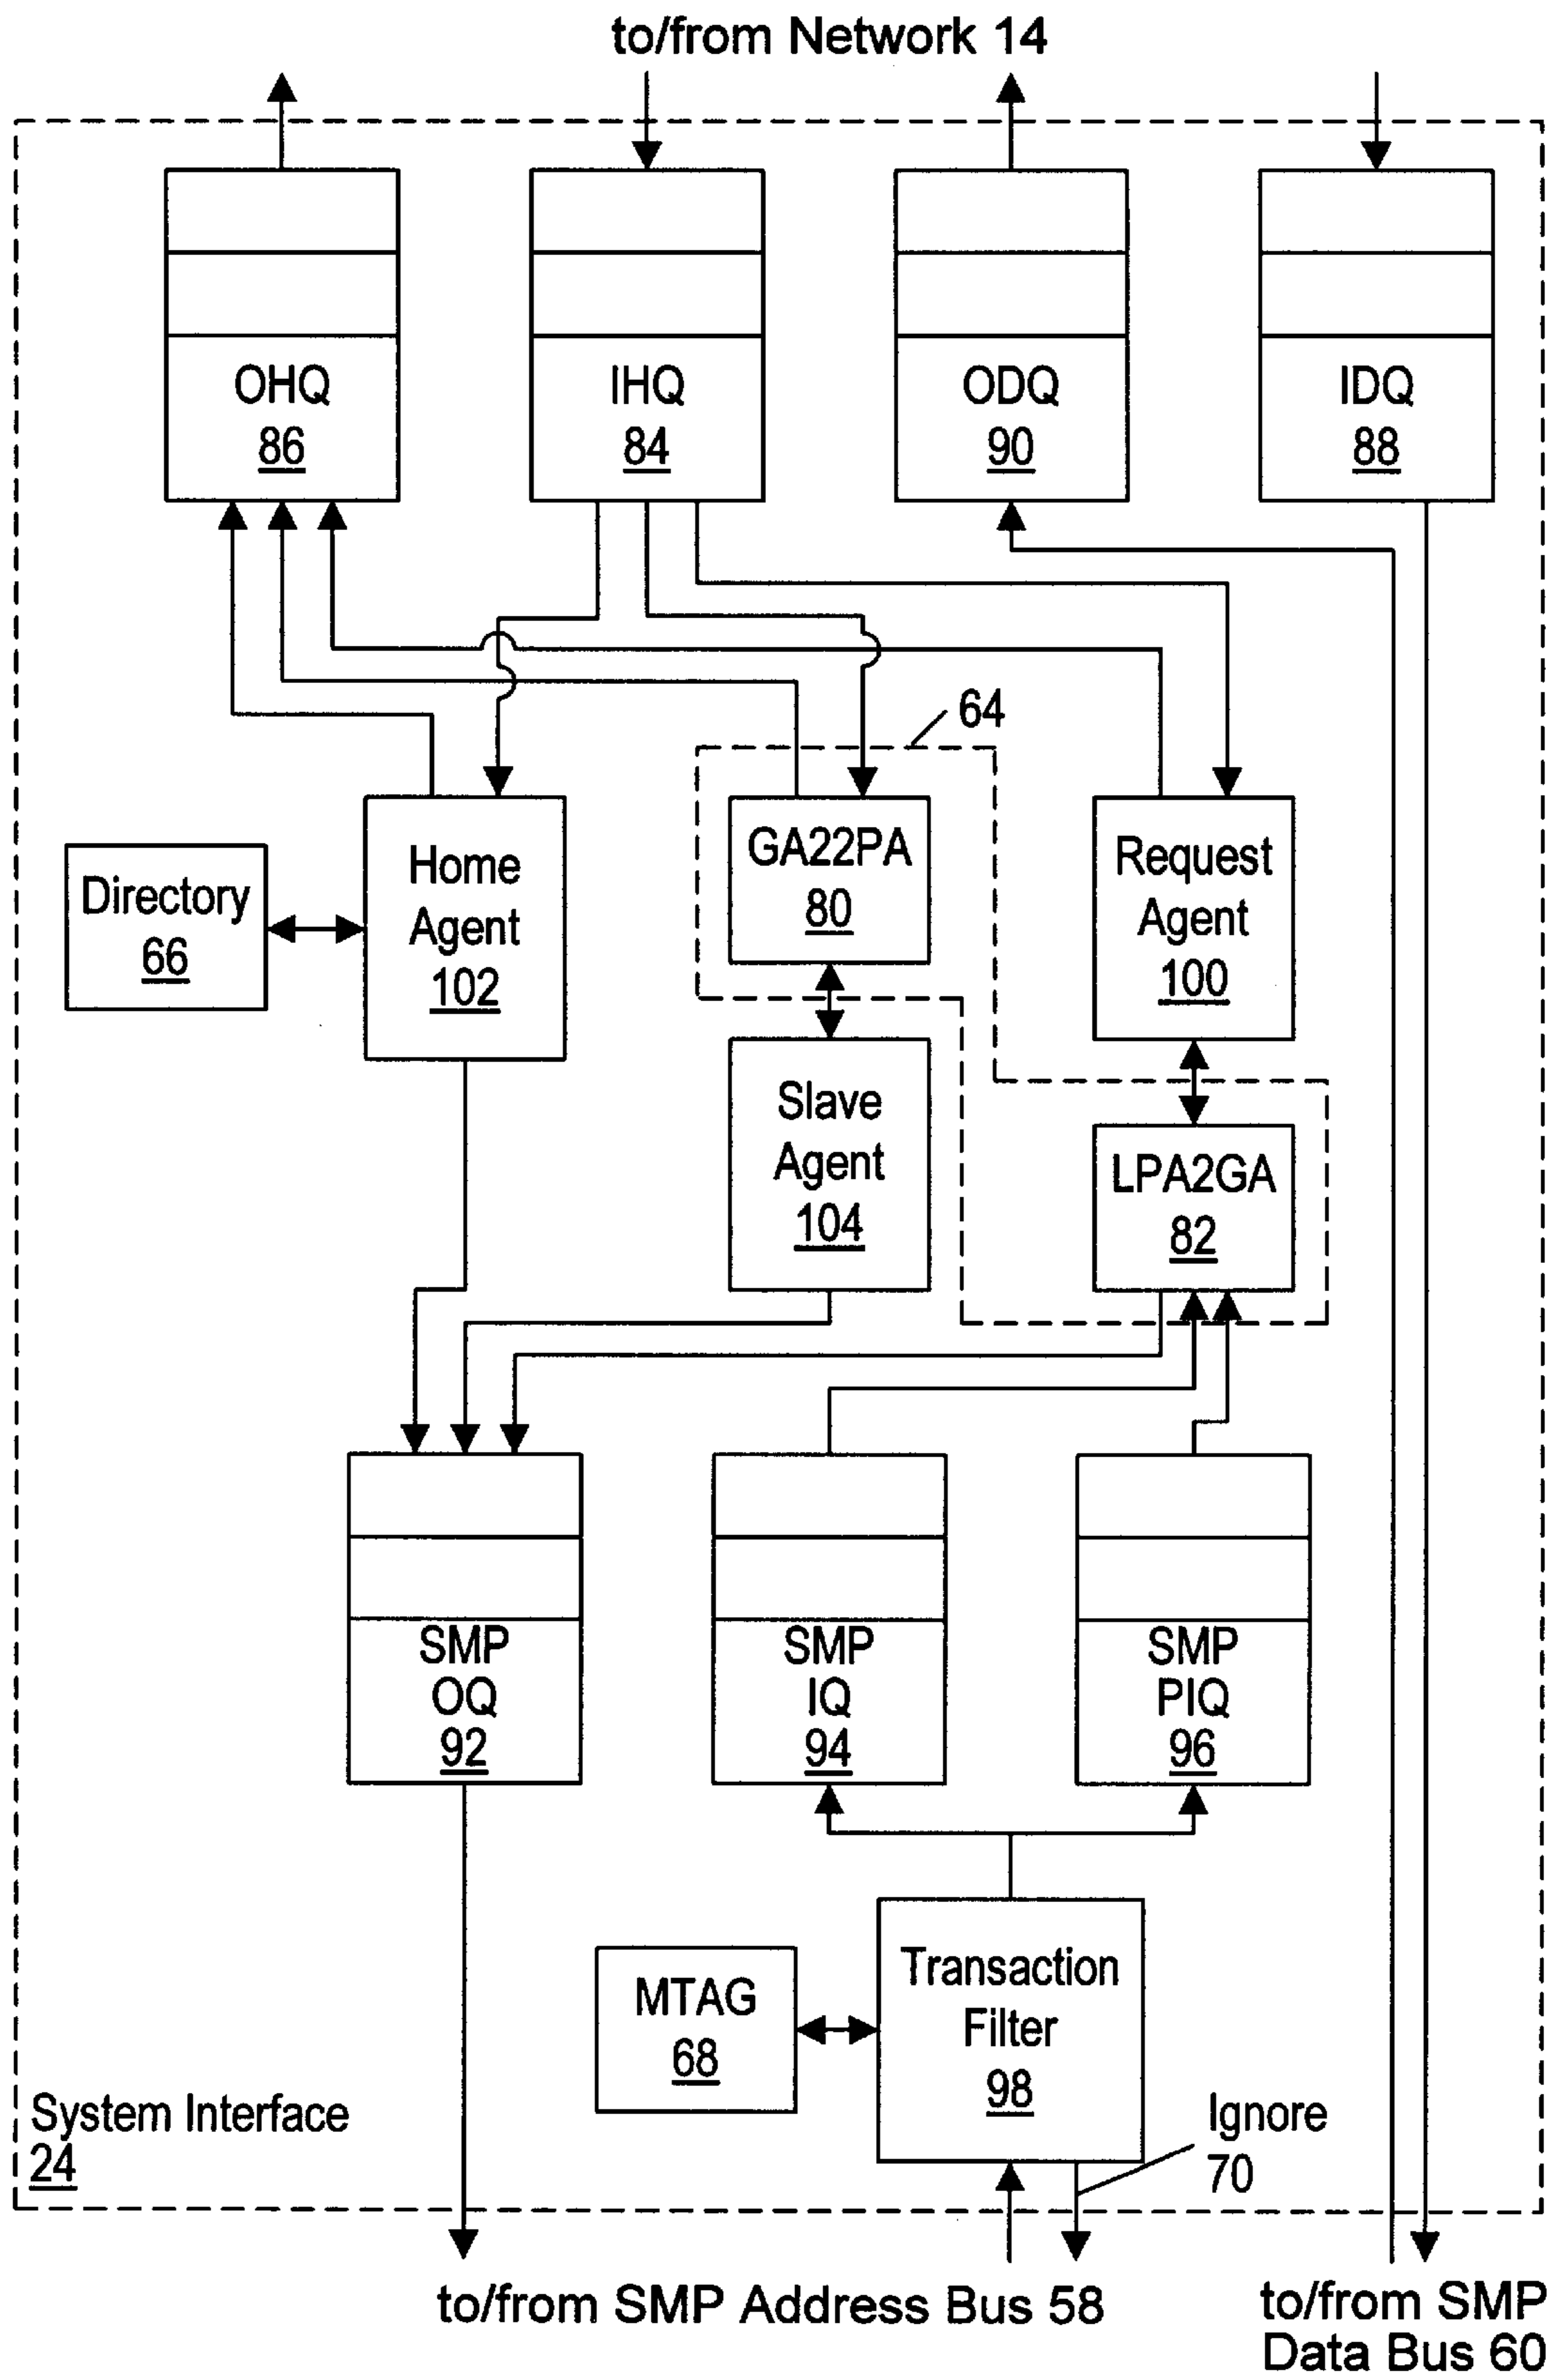 to/from Network 14
OHQ
86
IHQ
84
ODQ
90
IDQ
88
64
Directory
66
Home
Agent
102
GA22PA
80
Request
Agent
100
Slave
Agent
104
LPA2GA
82
SMP
OQ
92
SMP
IQ
94
SMP
PIQ
96
MTAG
68
Transaction
Filter
98
Ignore
70
System Interface
24
to/from SMP Address Bus 58
to/from SMP
Data Bus 60